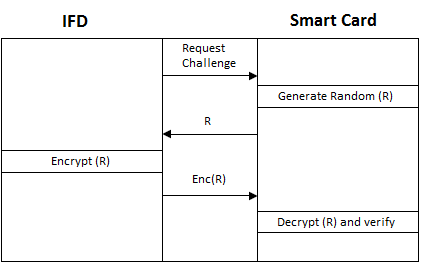 IFD
Smart Card
Request
Challenge
Generate Random (R)
R
Encrypt (R)
Enc(R)
Decrypt (R) and verify